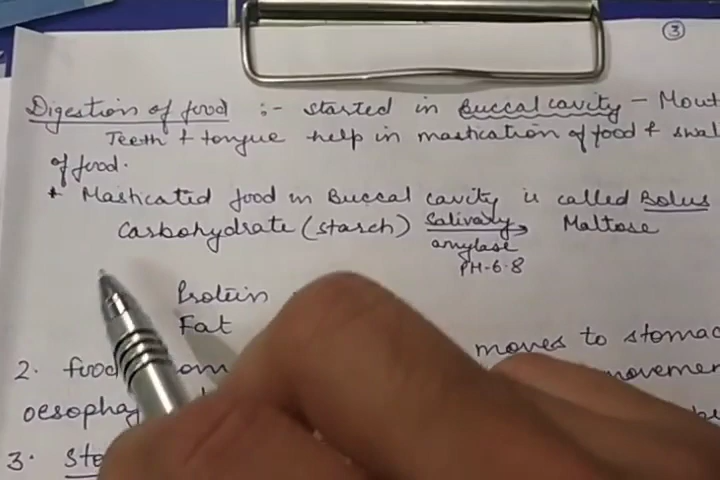 3
Digestion of food :- started in Buccal cavity - Mout
Teeth + tongue help in mastication of food & swal
of food.
* Masticated food in Buccal cavity is called Bolus
Carbohydrate (starch) Salivary → Maltose
amylase
PH-6.8
Protein
Fat
2. food moves to stomac
oesophag ovemen
3.